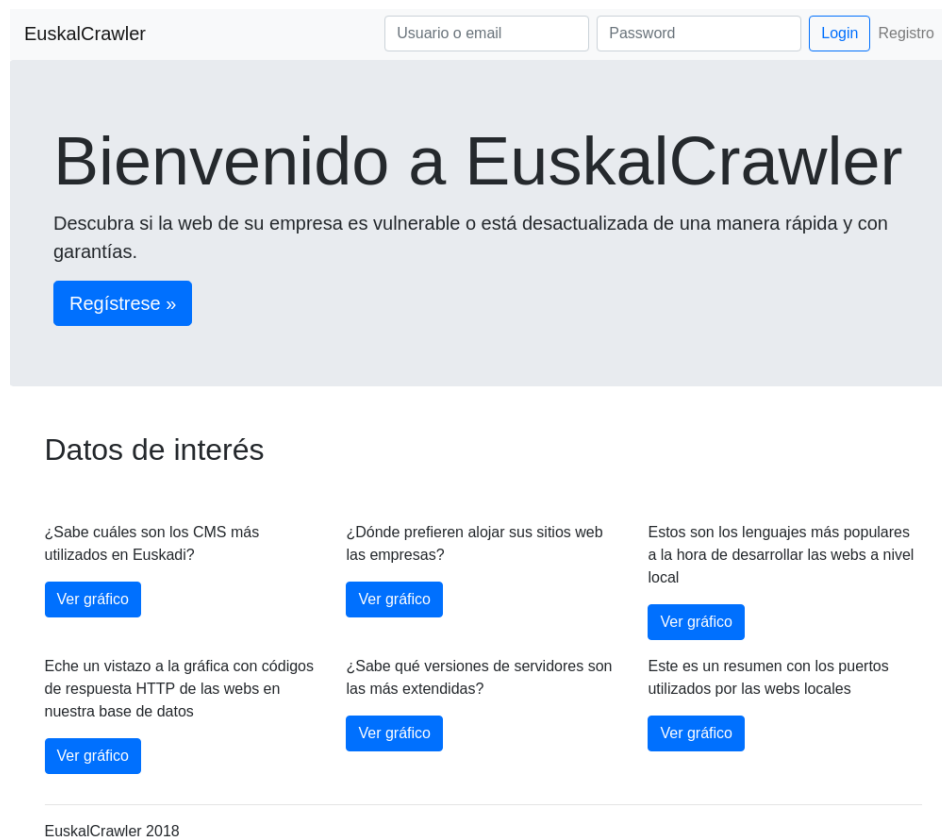 EuskalCrawler
Usuario o email
Password
Login
Registro
Bienvenido a EuskalCrawler
Descubra si la web de su empresa es vulnerable o está desactualizada de una manera rápida y con
garantías.
Regístrese »
Datos de interés
¿Sabe cuáles son los CMS más
utilizados en Euskadi?
Ver gráfico
¿Dónde prefieren alojar sus sitios web
las empresas?
Ver gráfico
Estos son los lenguajes más populares
a la hora de desarrollar las webs a nivel
local
Ver gráfico
Eche un vistazo a la gráfica con códigos
de respuesta HTTP de las webs en
nuestra base de datos
Ver gráfico
¿Sabe qué versiones de servidores son
las más extendidas?
Ver gráfico
Este es un resumen con los puertos
utilizados por las webs locales
Ver gráfico
EuskalCrawler 2018